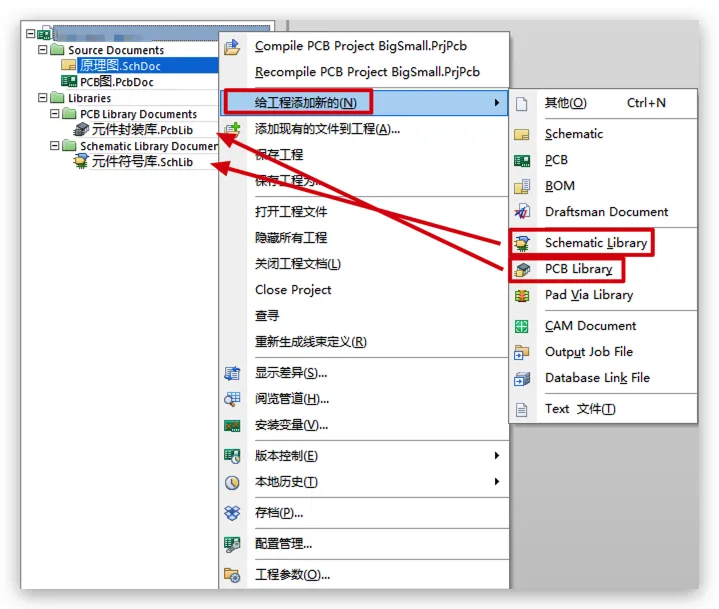 Source Documents
原理图.SchDoc
PCB图.PcbDoc
Libraries
PCB Library Documents
元件封装库.PcbLib
Schematic Library Documen
元件符号库.SchLib
Compile PCB Project BigSmall.PrjPcb
Recompile PCB Project BigSmall.PrjPcb
给工程添加新的(N)
添加现有的文件到工程(A)...
保存工程
保存工程为...
打开工程文件
隐藏所有工程
关闭工程文档(L)
Close Project
查寻
重新生成线束定义(R)
显示差异(S)...
阅览管道(H)...
安装变量(V)...
版本控制(E)
本地历史(T)
存档(P)...
配置管理...
工程参数(O)...
其他(O) Ctrl+N
Schematic
PCB
BOM
Draftsman Document
Schematic Library
PCB Library
Pad Via Library
CAM Document
Output Job File
Database Link File
Text 文件(T)